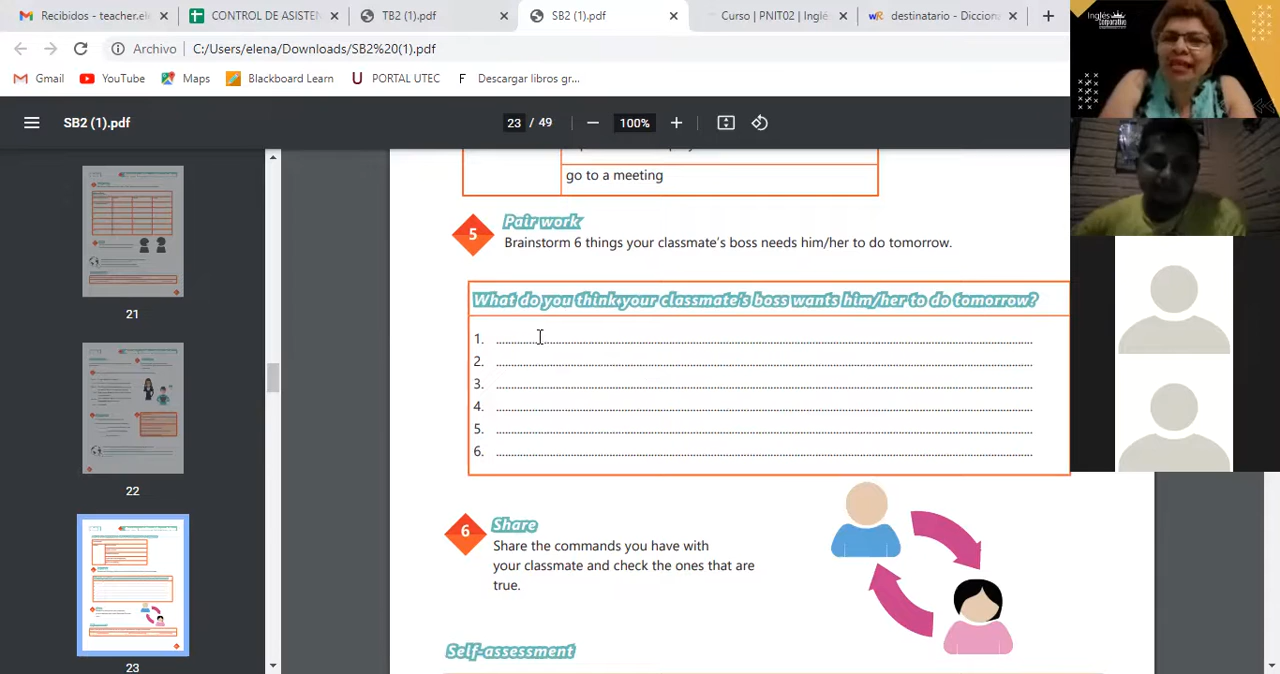 Recibidos - teacher.ele
CONTROL DE ASISTEN
TB2 (1).pdf
SB2 (1).pdf
Curso | PNIT02 | Inglé
destinatario - Diccion
Archivo
C:/Users/elena/Downloads/SB2%20(1).pdf
Gmail
YouTube
Maps
Blackboard Learn
PORTAL UTEC
Descargar libros gr...
SB2 (1).pdf
23 / 49
100%
Inglés
Corporativo
21
22
23
go to a meeting
5
Pair work
Brainstorm 6 things your classmate's boss needs him/her to do tomorrow.
What do you think your classmate's boss wants him/her to do tomorrow?
1.
2.
3.
4.
5.
6.
6
Share
Share the commands you have with
your classmate and check the ones that are
true.
Self-assessment